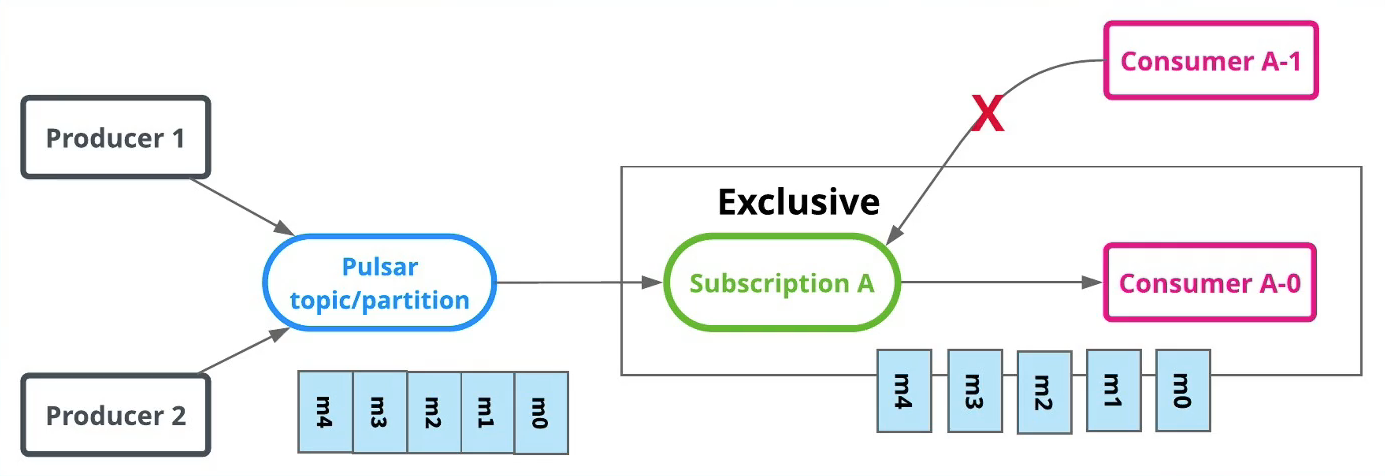 Consumer A-1
X
Producer 1
Exclusive
Pulsar
topic/partition
Subscription A
Consumer A-0
Producer 2
m4
m3
m2
m1
m0
m4
m3
m2
m1
m0